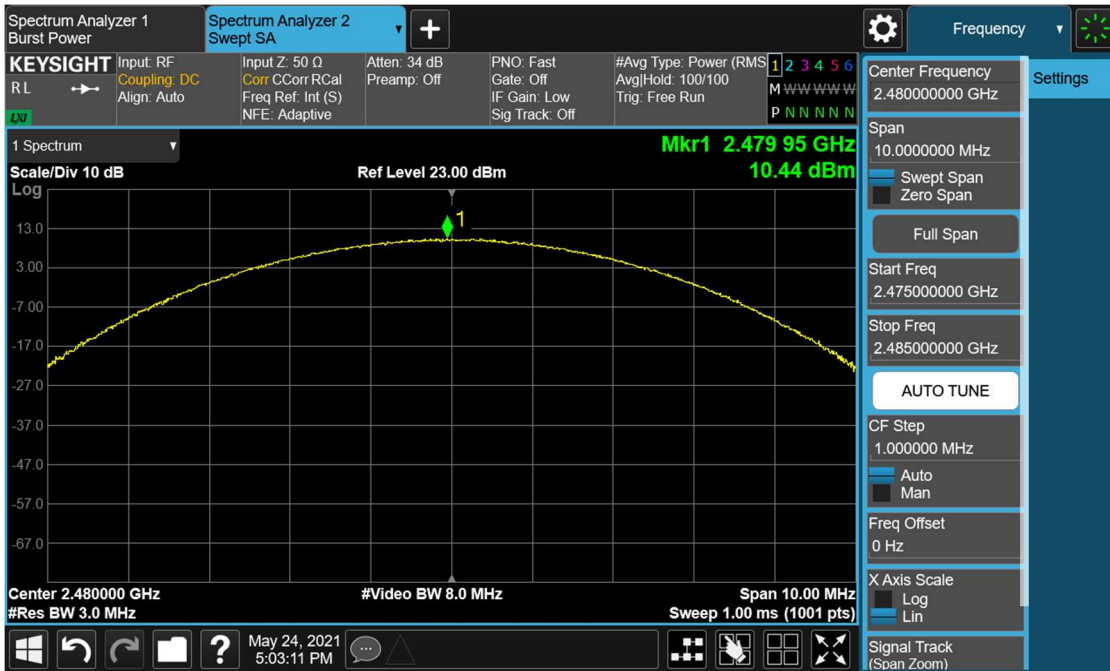 Spectrum Analyzer 1
Burst Power
Spectrum Analyzer 2
Swept SA
▼
+
Frequency
▼
KEYSIGHT
RL
LXI
Input: RF
Coupling: DC
Align: Auto
Input Z: 50 Ω
Corr CCorr RCal
Freq Ref: Int (S)
NFE: Adaptive
Atten: 34 dB
Preamp: Off
PNO: Fast
Gate: Off
IF Gain: Low
Sig Track: Off
#Avg Type: Power (RMS
Avg|Hold: 100/100
Trig: Free Run
1 2 3 4 5 6
M W W W W W
P N N N N N
1 Spectrum
▼
Scale/Div 10 dB
Log
Ref Level 23.00 dBm
Mkr1 2.479 95 GHz
10.44 dBm
1
13.0
3.00
-7.00
-17.0
-27.0
-37.0
-47.0
-57.0
-67.0
Center 2.480000 GHz
#Res BW 3.0 MHz
#Video BW 8.0 MHz
Span 10.00 MHz
Sweep 1.00 ms (1001 pts)
Center Frequency
2.480000000 GHz
Settings
Span
10.0000000 MHz
Swept Span
Zero Span
Full Span
Start Freq
2.475000000 GHz
Stop Freq
2.485000000 GHz
AUTO TUNE
CF Step
1.000000 MHz
Auto
Man
Freq Offset
0 Hz
X Axis Scale
Log
Lin
Signal Track
(Span Zoom)
?
May 24, 2021
5:03:11 PM